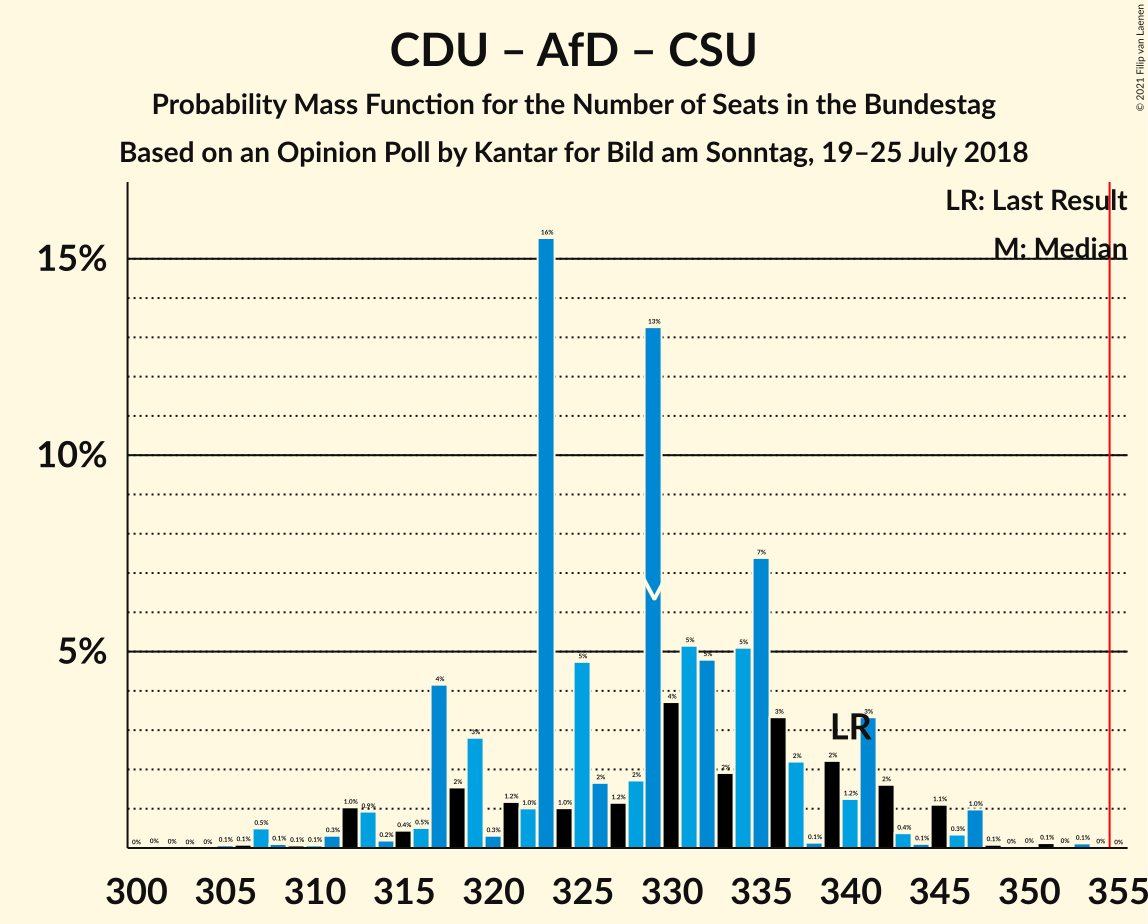 CDU – AfD – CSU
Probability Mass Function for the Number of Seats in the Bundestag
Based on an Opinion Poll by Kantar for Bild am Sonntag, 19–25 July 2018
© 2021 Filip van Laenen
LR: Last Result
M: Median
15%
10%
5%
0% 0% 0% 0% 0% 0.1% 0.1% 0.5% 0.1% 0.1% 0.1% 0.3% 1.0% 0.9% 0.2% 0.4% 0.5% 4% 2% 3% 0.3% 1.2% 1.0% 16% 1.0% 5% 2% 1.2% 2% 13% 4% 5% 5% 2% 5% 7% 3% 2% 0.1% 2% 1.2% 3% 2% 0.4% 0.1% 1.1% 0.3% 1.0% 0.1% 0% 0% 0.1% 0% 0.1% 0% 0%
LR
300 305 310 315 320 325 330 335 340 345 350 355